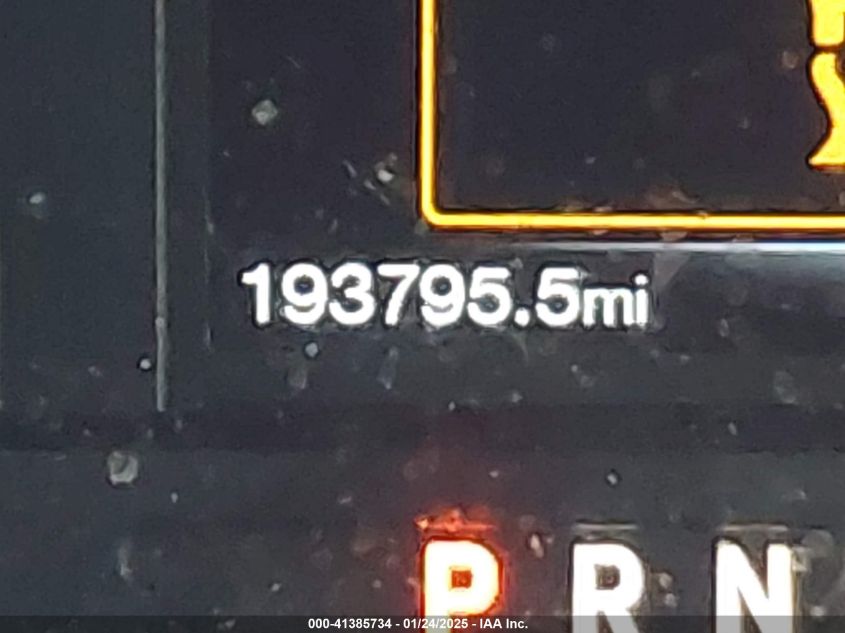 193795.5mi
P R N
000-41385734 - 01/24/2025 - IAA Inc.